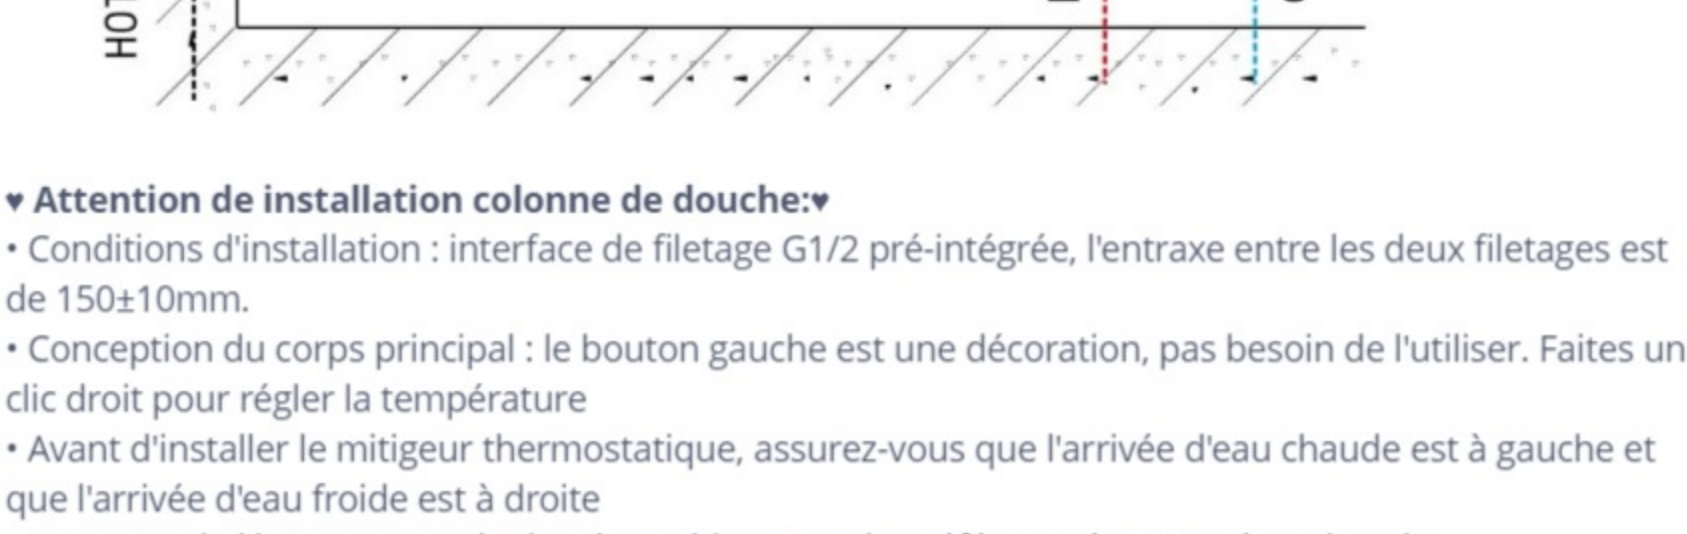 HOT
♥ Attention de installation colonne de douche:♥
• Conditions d'installation : interface de filetage G1/2 pré-intégrée, l'entraxe entre les deux filetages est
de 150±10mm.
• Conception du corps principal : le bouton gauche est une décoration, pas besoin de l'utiliser. Faites un
clic droit pour régler la température
• Avant d'installer le mitigeur thermostatique, assurez-vous que l'arrivée d'eau chaude est à gauche et
que l'arrivée d'eau froide est à droite